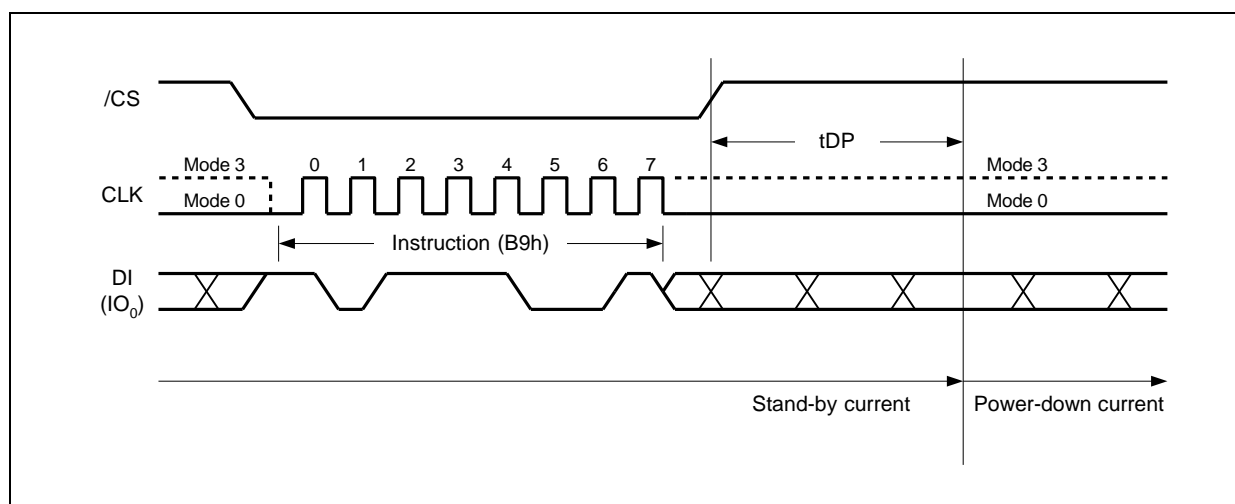 /CS
tDP
Mode 3
0 1 2 3 4 5 6 7
Mode 3
CLK
Mode 0
Mode 0
Instruction (B9h)
DI
(IO0)
Stand-by current
Power-down current